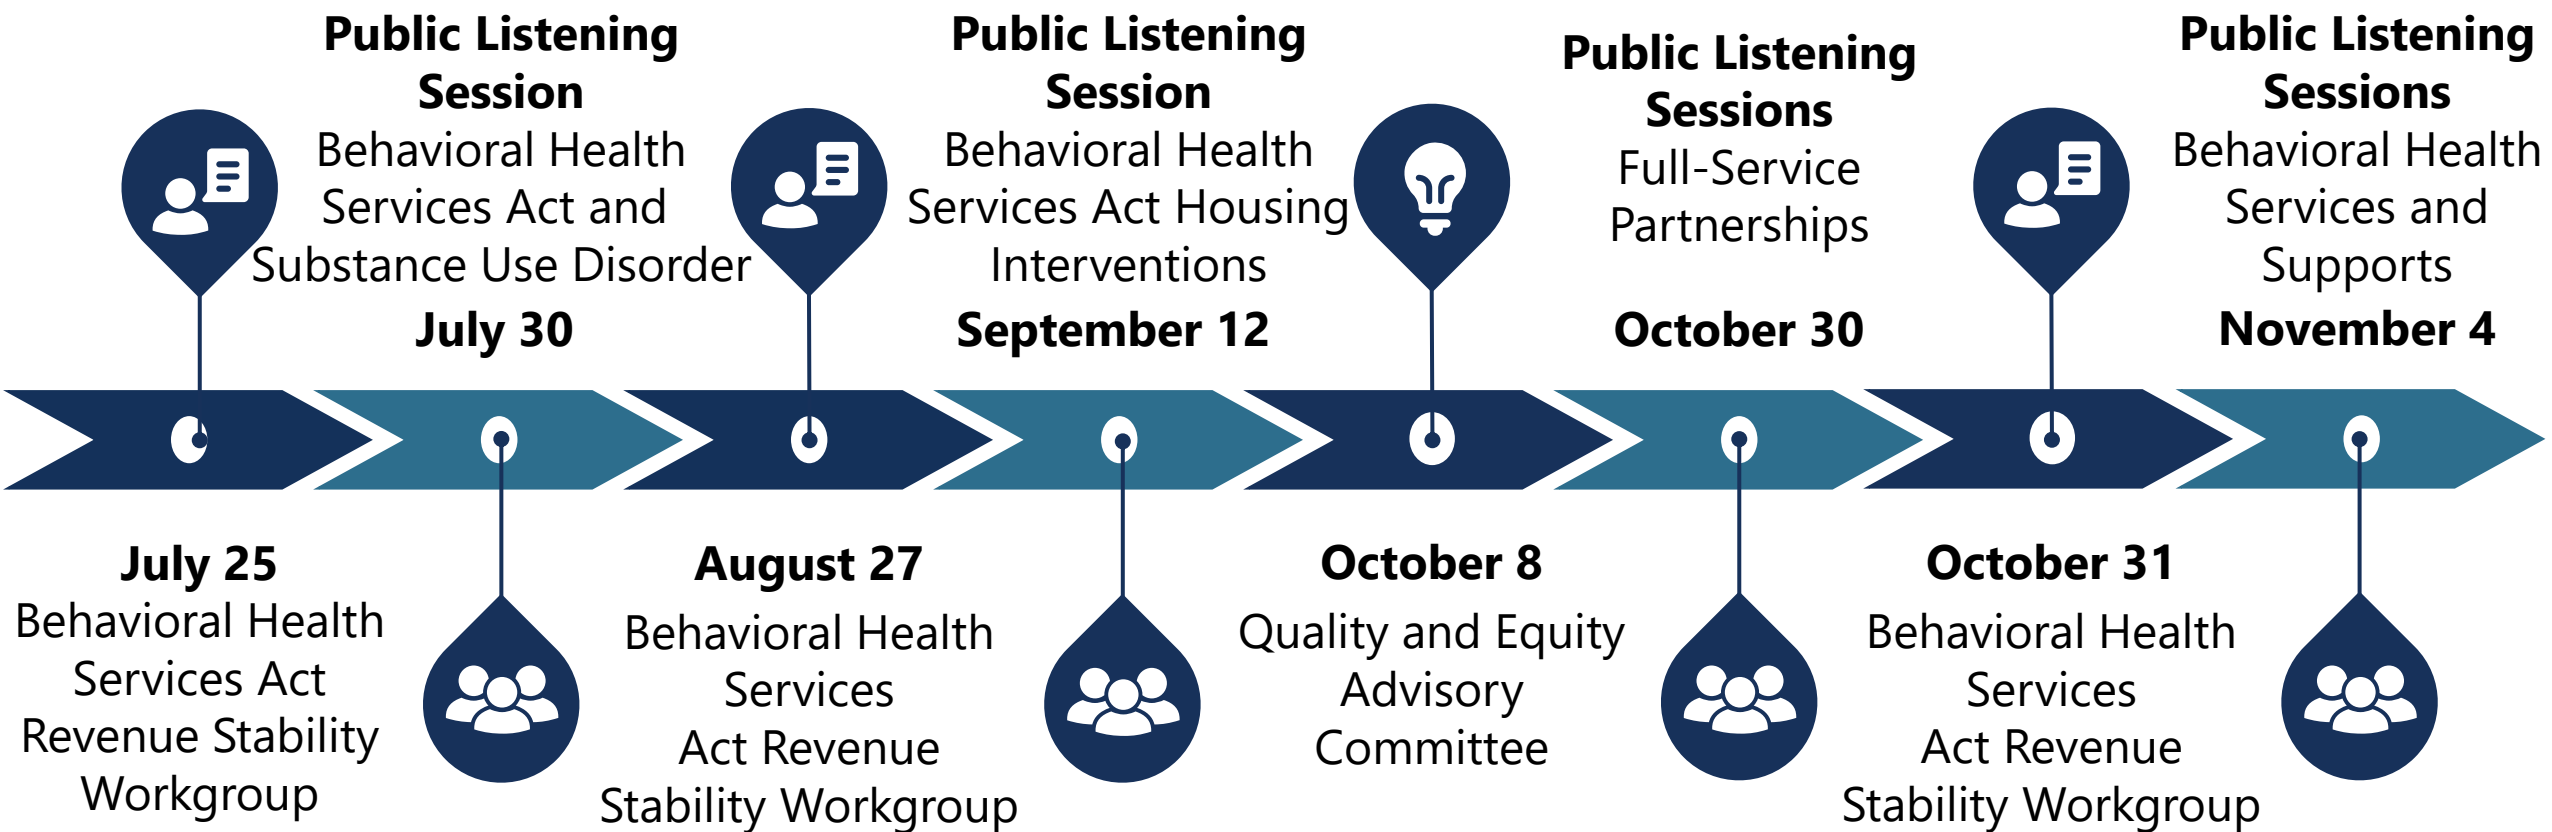 Public Listening
Session
Behavioral Health
Services Act and
Substance Use Disorder
July 30
Public Listening
Session
Behavioral Health
Services Act Housing
Interventions
September 12
Public Listening
Sessions
Full-Service
Partnerships
October 30
Public Listening
Sessions
Behavioral Health
Services and
Supports
November 4
July 25
Behavioral Health
Services Act
Revenue Stability
Workgroup
August 27
Behavioral Health
Services
Act Revenue
Stability Workgroup
October 8
Quality and Equity
Advisory
Committee
October 31
Behavioral Health
Services
Act Revenue
Stability Workgroup